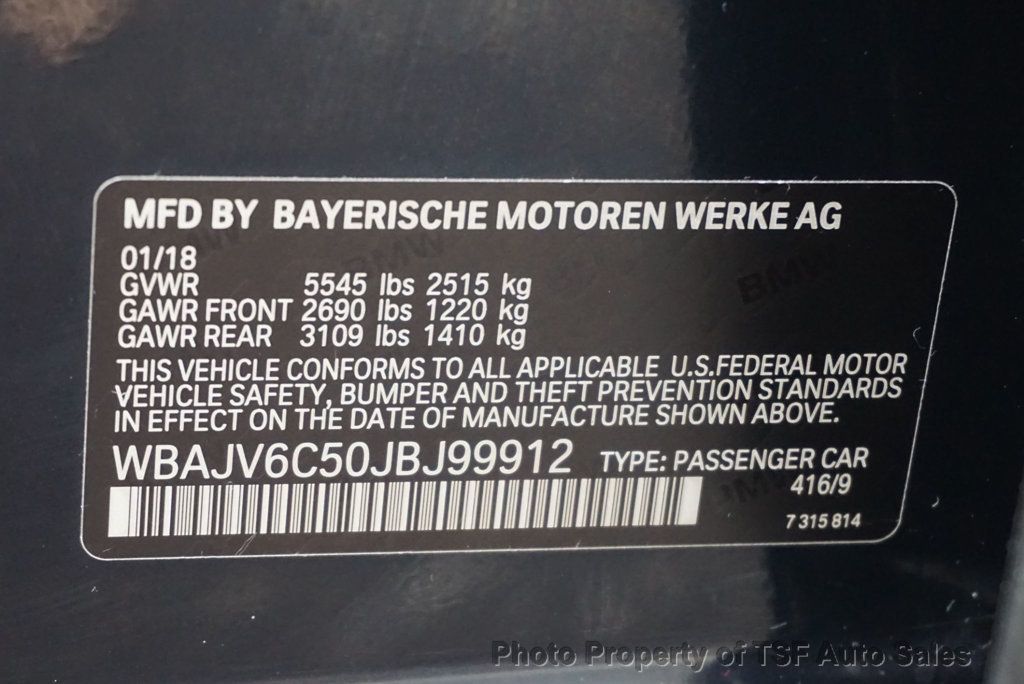 MFD BY BAYERISCHE MOTOREN WERKE AG
01/18
GVWR 5545 lbs 2515 kg
GAWR FRONT 2690 lbs 1220 kg
GAWR REAR 3109 lbs 1410 kg
THIS VEHICLE CONFORMS TO ALL APPLICABLE U.S.FEDERAL MOTOR
VEHICLE SAFETY, BUMPER AND THEFT PREVENTION STANDARDS
IN EFFECT ON THE DATE OF MANUFACTURE SHOWN ABOVE.
WBAJV6C50JBJ99912 TYPE: PASSENGER CAR
416/9
7 315 814
Photo Property of TSF Auto Sales